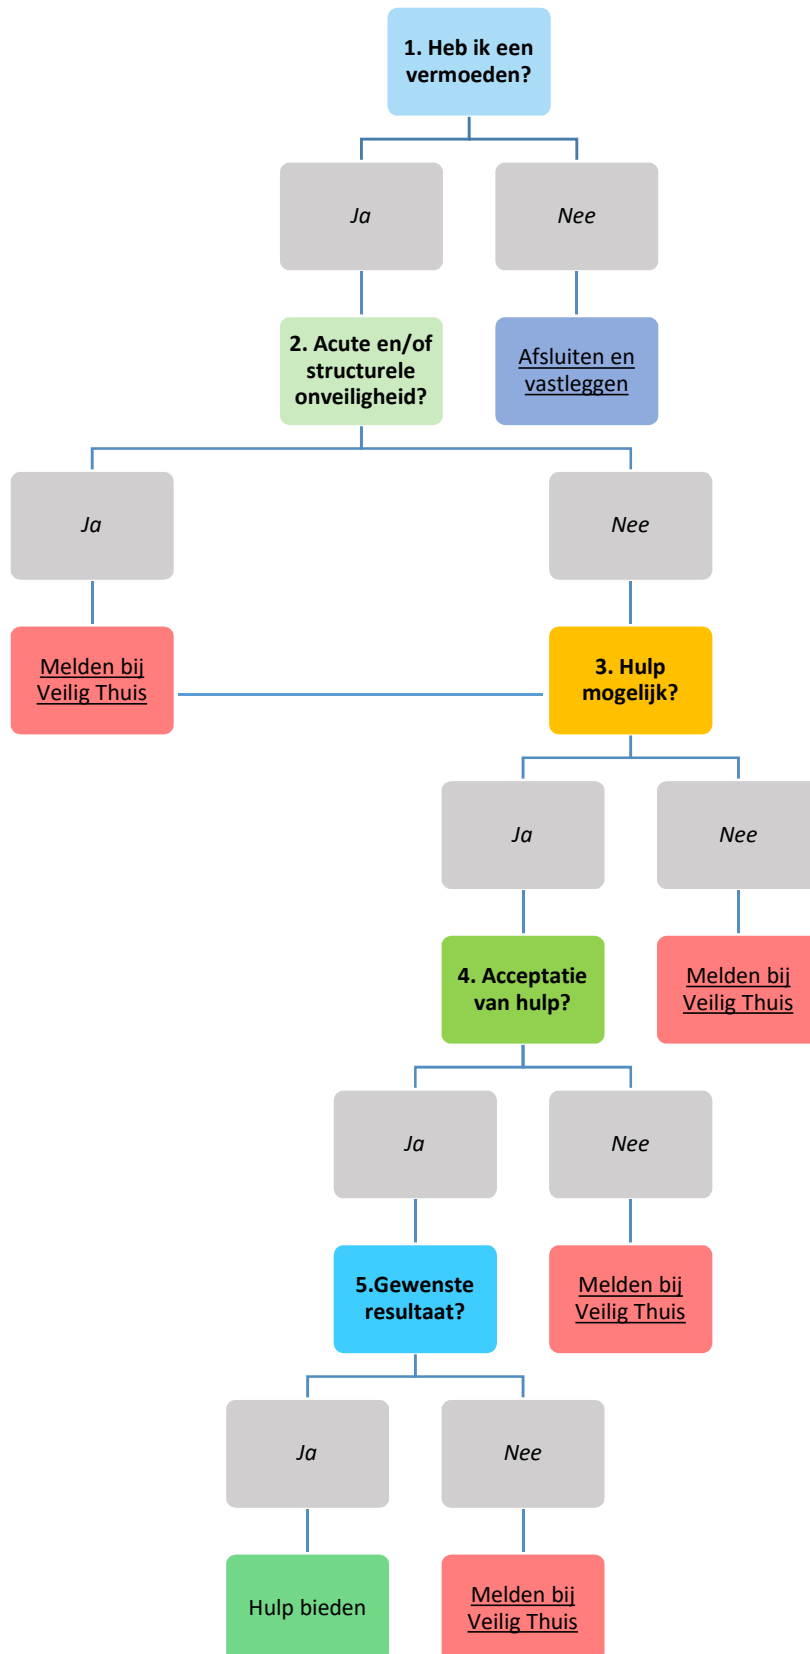 1. Heb ik een
vermoeden?
Ja
Nee
2. Acute en/of
structurele
onveiligheid?
Afsluiten en
vastleggen
Ja
Nee
Melden bij
Veilig Thuis
3. Hulp
mogelijk?
Ja
Nee
4. Acceptatie
van hulp?
Melden bij
Veilig Thuis
Ja
Nee
5.Gewenste
resultaat?
Melden bij
Veilig Thuis
Ja
Nee
Hulp bieden
Melden bij
Veilig Thuis